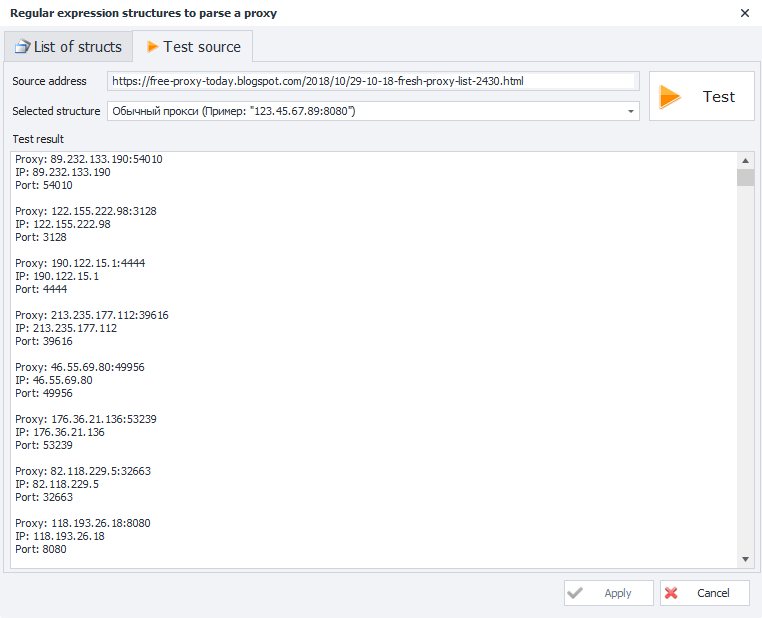 Regular expression structures to parse a proxy
List of structs
Test source
Source address
https://free-proxy-today.blogspot.com/2018/10/29-10-18-fresh-proxy-list-2430.html
Selected structure
Обычный прокси (Пример: "123.45.67.89:8080")
Test
Test result
Proxy: 89.232.133.190:54010
IP: 89.232.133.190
Port: 54010
Proxy: 122.155.222.98:3128
IP: 122.155.222.98
Port: 3128
Proxy: 190.122.15.1:4444
IP: 190.122.15.1
Port: 4444
Proxy: 213.235.177.112:39616
IP: 213.235.177.112
Port: 39616
Proxy: 46.55.69.80:49956
IP: 46.55.69.80
Port: 49956
Proxy: 176.36.21.136:53239
IP: 176.36.21.136
Port: 53239
Proxy: 82.118.229.5:32663
IP: 82.118.229.5
Port: 32663
Proxy: 118.193.26.18:8080
IP: 118.193.26.18
Port: 8080
Apply
Cancel